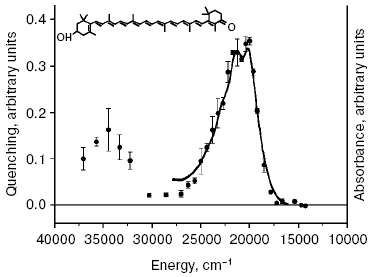 0.4
0.3
0.2
0.1
0.0
OH
O
40000 35000 30000 25000 20000 15000 10000
Energy, cm⁻¹
Quenching, arbitrary units
Absorbance, arbitrary units